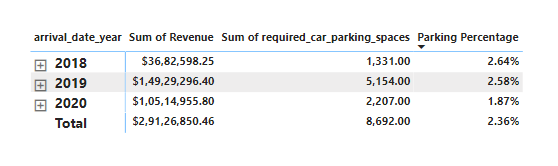 arrival_date_year Sum of Revenue Sum of required_car_parking_spaces Parking Percentage
2018 $36,82,598.25 1,331.00 2.64%
2019 $1,49,29,296.40 5,154.00 2.58%
2020 $1,05,14,955.80 2,207.00 1.87%
Total $2,91,26,850.46 8,692.00 2.36%